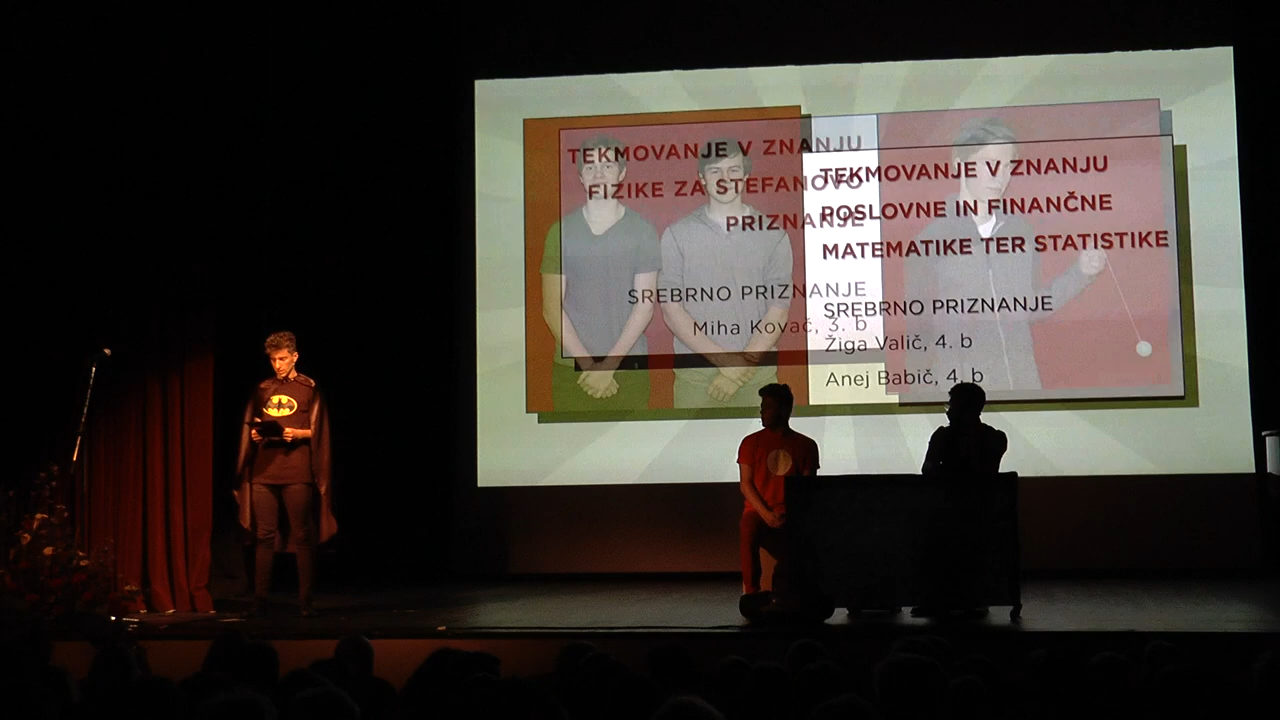 TEKMOVANJE V ZNANJU
FIZIKE ZA STEFANOVO
PRIZNANJE
SREBRNO PRIZNANJE
Miha Kovač, 3. b
TEKMOVANJE V ZNANJU
POSLOVNE IN FINANČNE
MATEMATIKE TER STATISTIKE
SREBRNO PRIZNANJE
Žiga Valič, 4. b
Anej Babič, 4. b